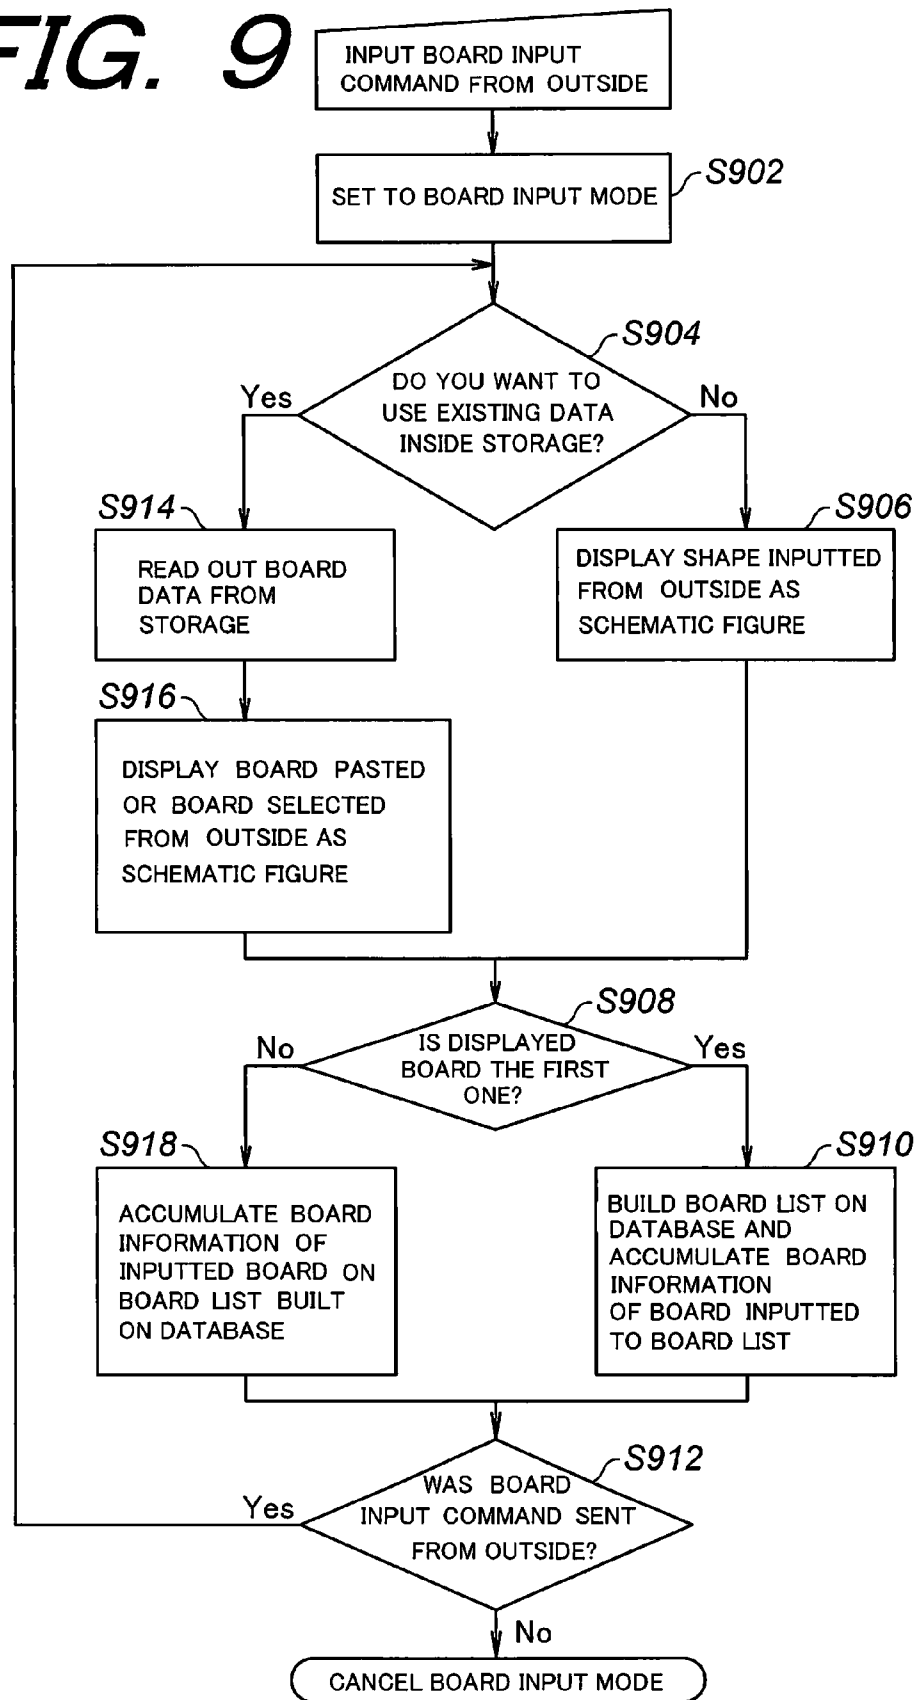 FIG. 9
INPUT BOARD INPUT
COMMAND FROM OUTSIDE
S902
SET TO BOARD INPUT MODE
S904
DO YOU WANT TO
USE EXISTING DATA
INSIDE STORAGE?
Yes
No
S914
READ OUT BOARD
DATA FROM
STORAGE
S906
DISPLAY SHAPE INPUTTED
FROM OUTSIDE AS
SCHEMATIC FIGURE
S916
DISPLAY BOARD PASTED
OR BOARD SELECTED
FROM OUTSIDE AS
SCHEMATIC FIGURE
S908
IS DISPLAYED
BOARD THE FIRST
ONE?
No
Yes
S918
ACCUMULATE BOARD
INFORMATION OF
INPUTTED BOARD ON
BOARD LIST BUILT
ON DATABASE
S910
BUILD BOARD LIST ON
DATABASE AND
ACCUMULATE BOARD
INFORMATION
OF BOARD INPUTTED
TO BOARD LIST
S912
WAS BOARD
INPUT COMMAND SENT
FROM OUTSIDE?
Yes
No
CANCEL BOARD INPUT MODE